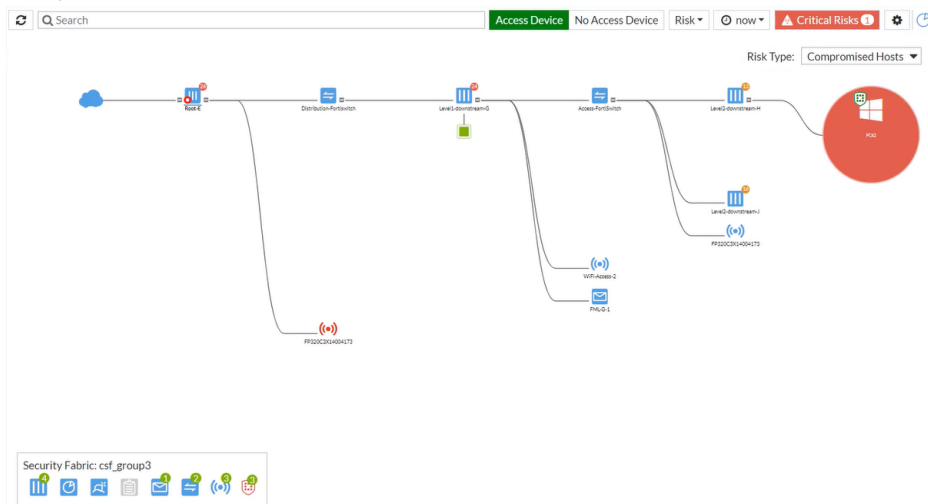 Search
Access Device
No Access Device
Risk
now
Critical Risks 1
Risk Type:
Compromised Hosts
Root-E
Distribution-FortiSwitch
Level1-downstream-G
Access-FortiSwitch
Level2-downstream-H
PC62
Level2-downstream-J
FP320C3X14004173
WiFi-Access-2
FML-G-1
FP320C3X14004173
Security Fabric: csf_group3
4
1
2
3
3